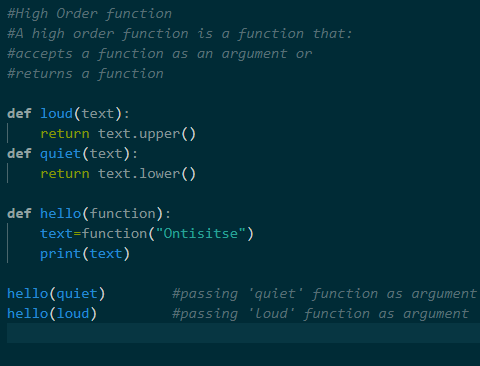 #High Order function
#A high order function is a function that:
#accepts a function as an argument or
#returns a function
def loud(text):
    return text.upper()
def quiet(text):
    return text.lower()
def hello(function):
    text=function("Ontisitse")
    print(text)
hello(quiet)        #passing 'quiet' function as argument
hello(loud)         #passing 'loud' function as argument